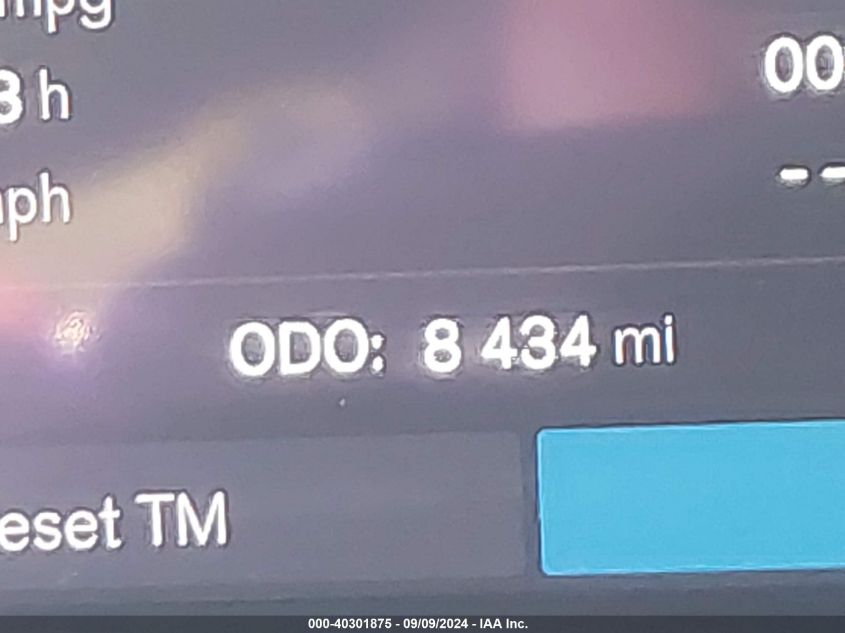 mpg
3 h 00
mph --
ODO: 8 434 mi
eset TM
000-40301875 - 09/09/2024 - IAA Inc.